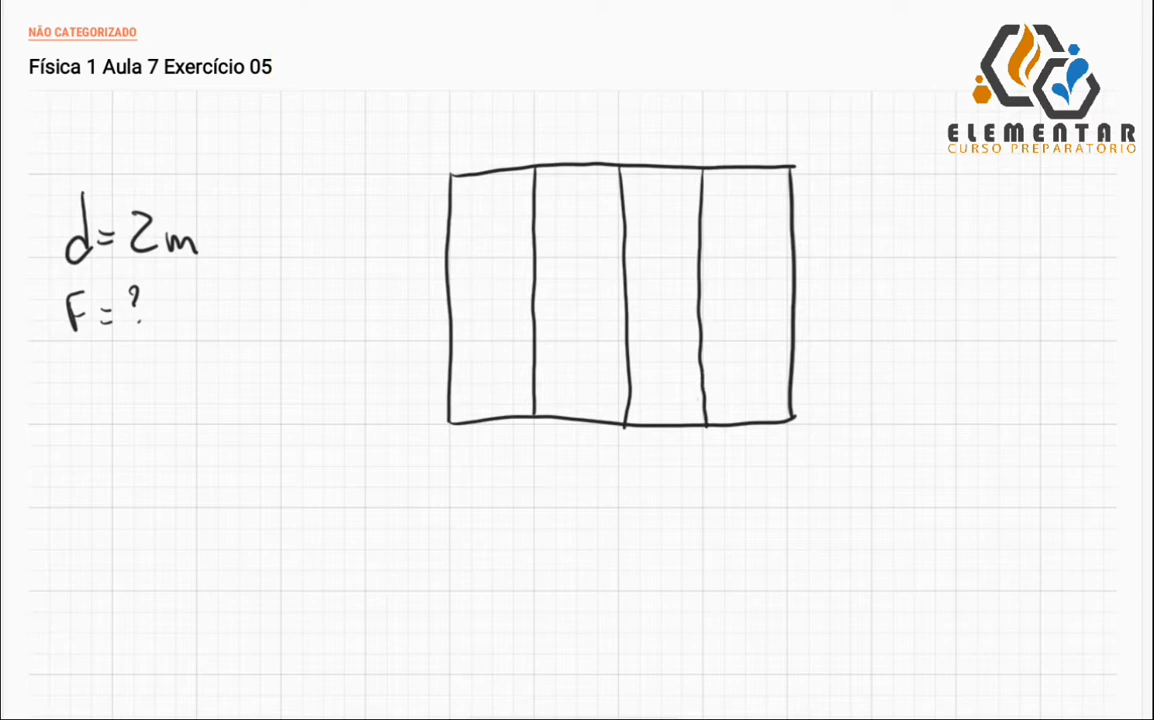 NÃO CATEGORIZADO
Física 1 Aula 7 Exercício 05
ELEMENTAR
CURSO PREPARATÓRIO
d = 2m
F = ?